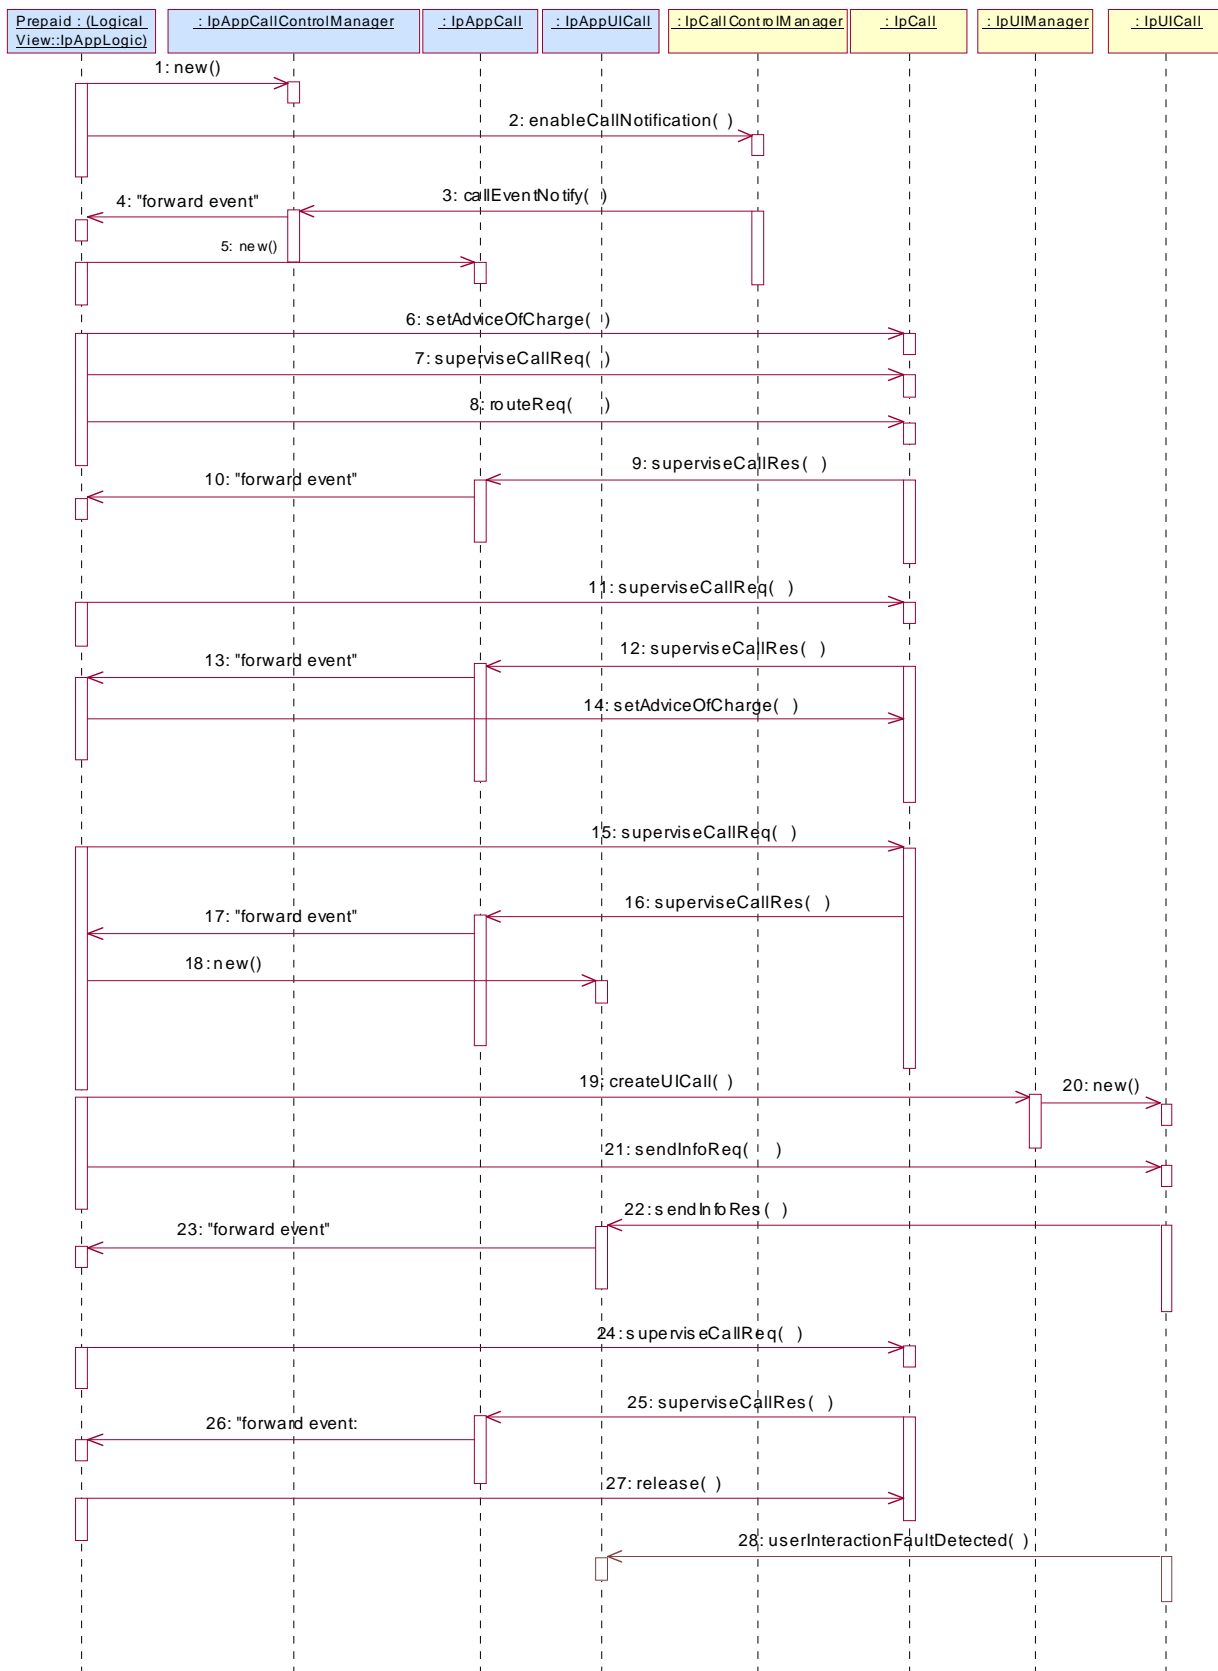 Prepaid : (Logical
View::IpAppLogic)
: IpAppCallControlManager
: IpAppCall
: IpAppUICall
: IpCallControlManager
: IpCall
: IpUIManager
: IpUICall
1: new()
2: enableCallNotification( )
3: callEventNotify( )
4: "forward event"
5: new()
6: setAdviceOfCharge( )
7: superviseCallReq( )
8: routeReq( )
9: superviseCallRes( )
10: "forward event"
11: superviseCallReq( )
12: superviseCallRes( )
13: "forward event"
14: setAdviceOfCharge( )
15: superviseCallReq( )
16: superviseCallRes( )
17: "forward event"
18: new()
19: createUICall( )
20: new()
21: sendInfoReq( )
22: sendInfoRes( )
23: "forward event"
24: superviseCallReq( )
25: superviseCallRes( )
26: "forward event:
27: release( )
28: userInteractionFaultDetected( )